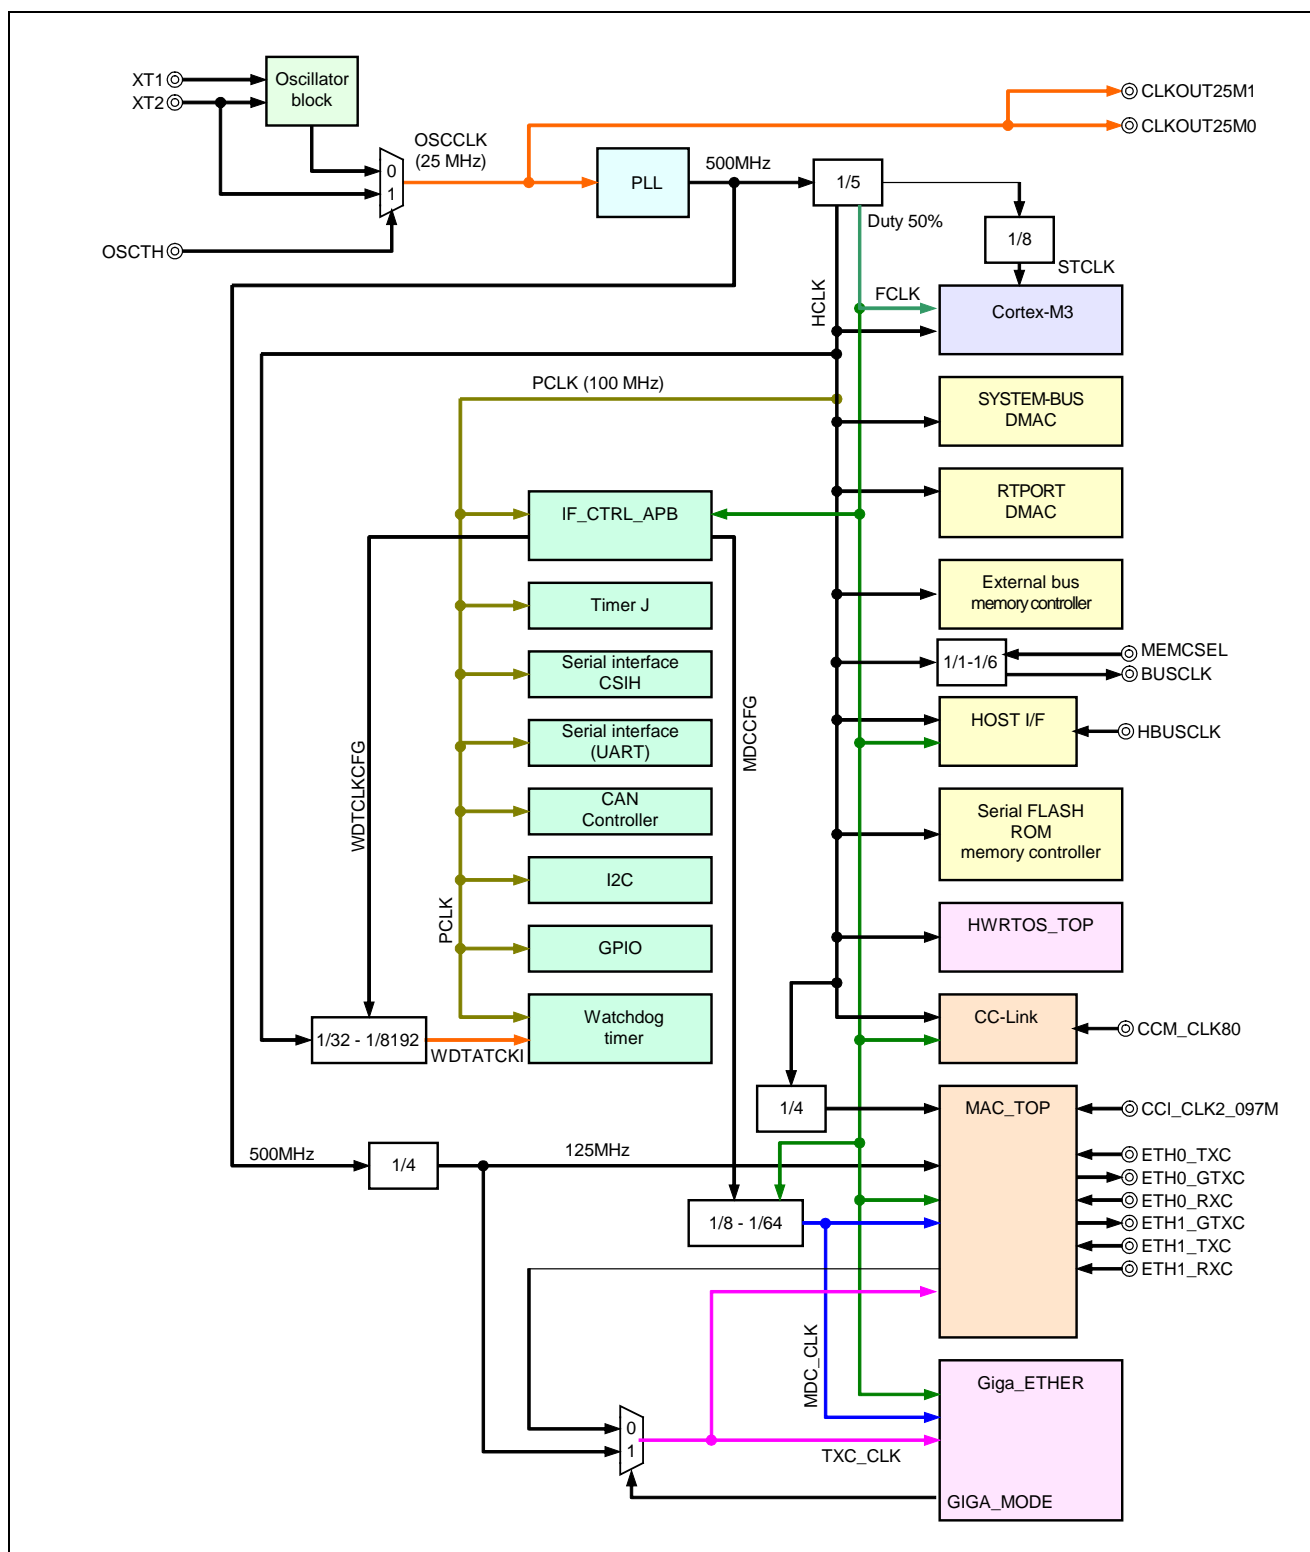 XT1
XT2
Oscillator
block
CLKOUT25M1
CLKOUT25M0
OSCCLK
(25 MHz)
0
1
PLL
500MHz
1/5
Duty 50%
1/8
OSCTH
STCLK
HCLK
FCLK
Cortex-M3
PCLK (100 MHz)
SYSTEM-BUS
DMAC
RTPORT
DMAC
IF_CTRL_APB
External bus
memory controller
Timer J
1/1-1/6
MEMCSEL
BUSCLK
Serial interface
CSIH
WDTCLKCFG
MDCCFG
HOST I/F
HBUSCLK
Serial interface
(UART)
CAN
Controller
Serial FLASH
ROM
memory controller
I2C
PCLK
HWRTOS_TOP
GPIO
1/32 - 1/8192
WDTATCKI
Watchdog
timer
CC-Link
CCM_CLK80
1/4
MAC_TOP
CCI_CLK2_097M
500MHz
1/4
125MHz
ETH0_TXC
ETH0_GTXC
ETH0_RXC
ETH1_GTXC
ETH1_TXC
ETH1_RXC
1/8 - 1/64
MDC_CLK
Giga_ETHER
0
1
TXC_CLK
GIGA_MODE